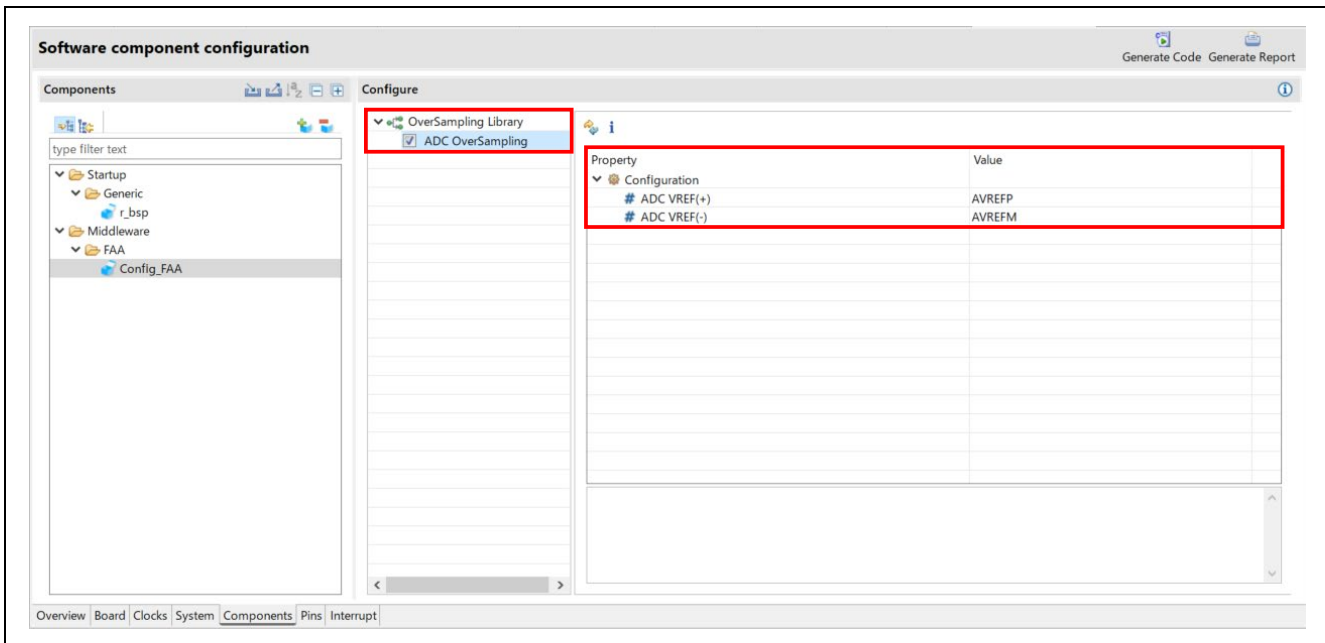 Software component configuration
Generate Code Generate Report
Components
Configure
type filter text
Startup
Generic
r_bsp
Middleware
FAA
Config_FAA
OverSampling Library
ADC OverSampling
Property Value
Configuration
# ADC VREF(+) AVREFP
# ADC VREF(-) AVREFM
Overview Board Clocks System Components Pins Interrupt